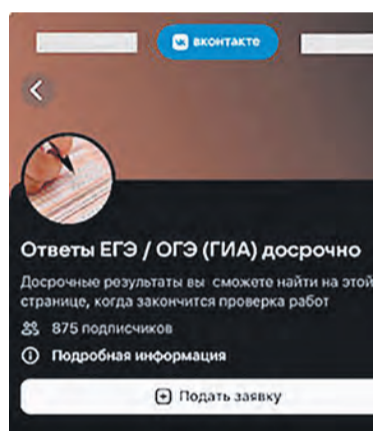 вконтакте
Ответы ЕГЭ / ОГЭ (ГИА) досрочно
Досрочные результаты вы сможете найти на этой
странице, когда закончится проверка работ
875 подписчиков
Подробная информация
Подать заявку